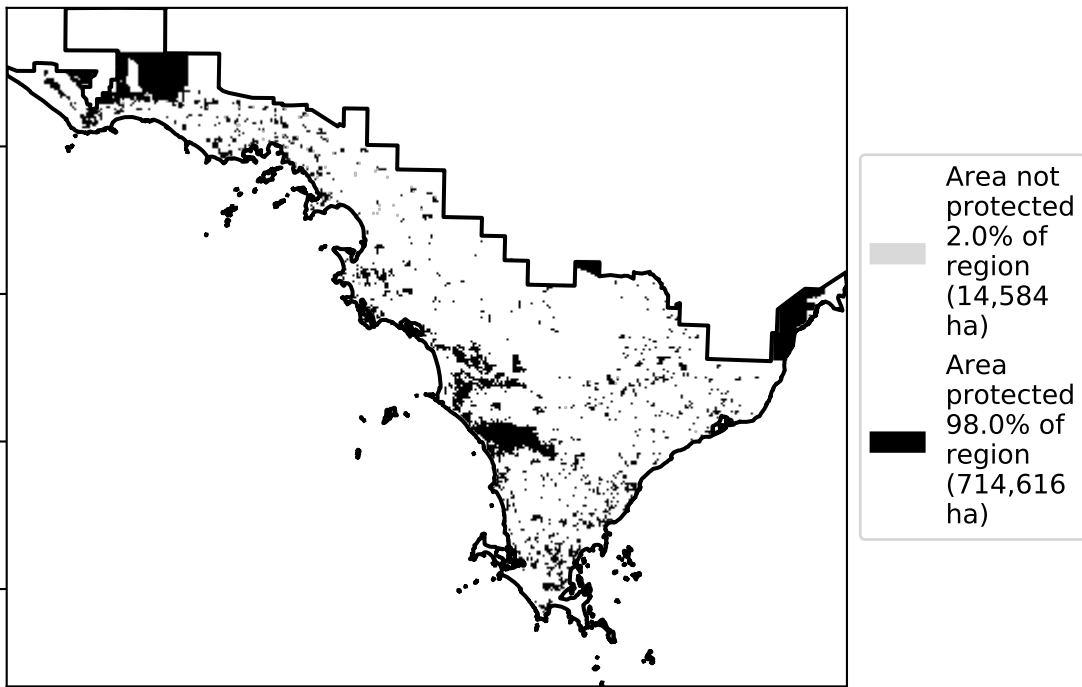 Area not
protected
2.0% of
region
(14,584
ha)
Area
protected
98.0% of
region
(714,616
ha)